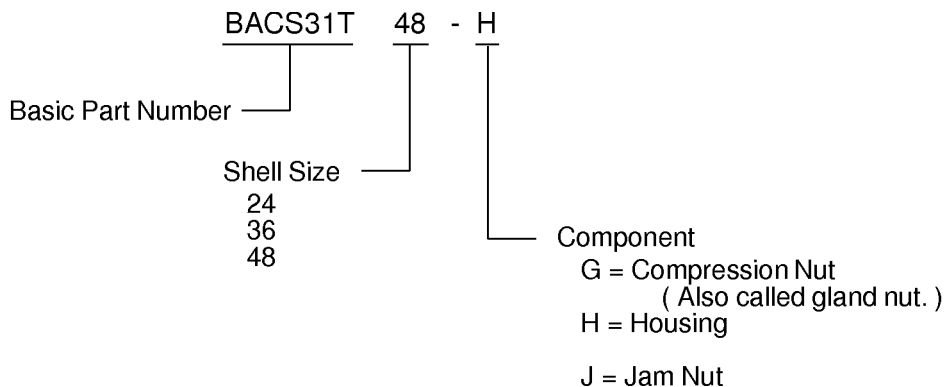 BACS31T 48 - H
Basic Part Number
Shell Size
24
36
48
Component
G = Compression Nut
( Also called gland nut. )
H = Housing
J = Jam Nut